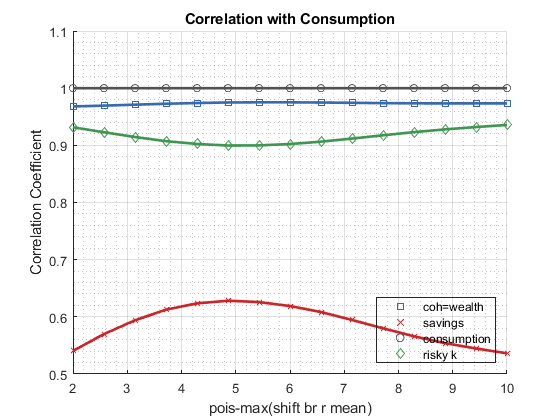 Correlation with Consumption
1.1
1
0.9
0.8
0.7
0.6
0.5
Correlation Coefficient
coh=wealth
savings
consumption
risky k
2 3 4 5 6 7 8 9 10
pois-max(shift br r mean)